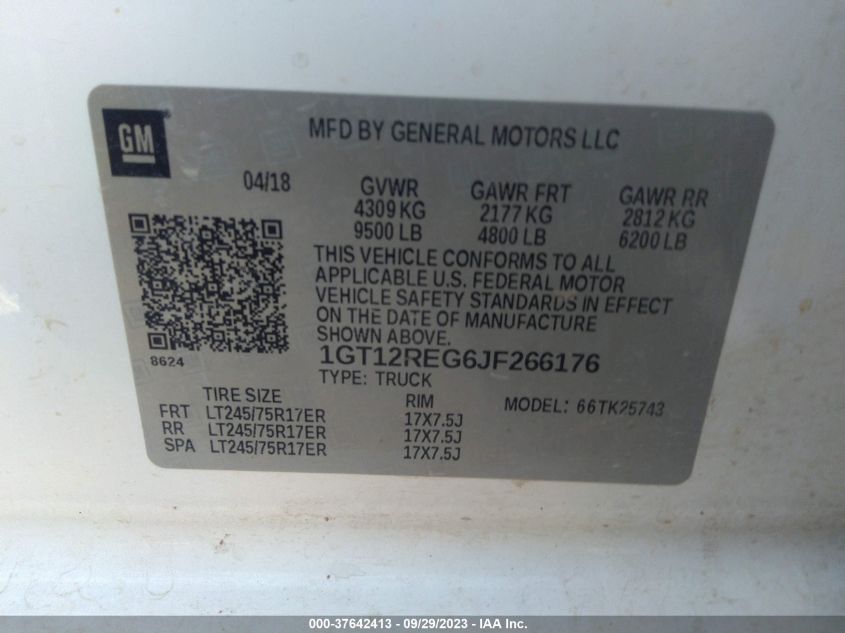 GM
MFD BY GENERAL MOTORS LLC
04/18 GVWR GAWR FRT GAWR RR
4309 KG 2177 KG 2812 KG
9500 LB 4800 LB 6200 LB
THIS VEHICLE CONFORMS TO ALL
APPLICABLE U.S. FEDERAL MOTOR
VEHICLE SAFETY STANDARDS IN EFFECT
ON THE DATE OF MANUFACTURE
SHOWN ABOVE.
8624
1GT12REG6JF266176
TYPE: TRUCK
TIRE SIZE RIM MODEL: 66TK25743
FRT LT245/75R17ER 17X7.5J
RR LT245/75R17ER 17X7.5J
SPA LT245/75R17ER 17X7.5J
000-37642413 - 09/29/2023 - IAA Inc.